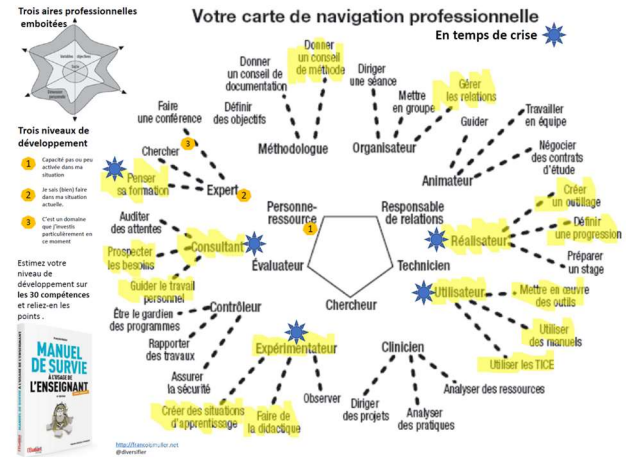 Trois aires professionnelles
emboitées
Votre carte de navigation professionnelle
En temps de crise
Trois niveaux de
développement
1 Capacité pas ou peu
activée dans ma
situation
2 Je sais (bien) faire
dans ma situation
actuelle.
3 C'est un domaine
que j'investis
particulièrement en
ce moment
Estimez votre
niveau de
développement sur
les 30 compétences
et reliez-en les
points .
MANUEL
DE SURVIE
À L'USAGE DE
L'ENSEIGNANT
Donner
un conseil de
documentation
Donner
un conseil
de méthode
Définir
des objectifs
Méthodologue
Diriger
une séance
Mettre
en groupe
Gérer
les relations
Organisateur
Guider
Travailler
en équipe
Négocier
des contrats
d'étude
Animateur
Faire
une conférence
3
Chercher
Penser
sa formation
Expert
2
Personne-
ressource
1
Responsable
de relations
Auditer
des attentes
Prospecter
les besoins
Consultant
Guider le travail
personnel
Évaluateur
Technicien
Chercheur
Créer
un outillage
Définir
une progression
Réalisateur
Préparer
un stage
Utilisateur
Mettre en œuvre
des outils
Utiliser
des manuels
Utiliser les TICE
Être le gardien
des programmes
Contrôleur
Rapporter
des travaux
Assurer
la sécurité
Expérimentateur
Créer des situations
d'apprentissage
Faire de
la didactique
Observer
Clinicien
Diriger
des projets
Analyser
des pratiques
Analyser des ressources
http://francoismuller.net
@diversifier